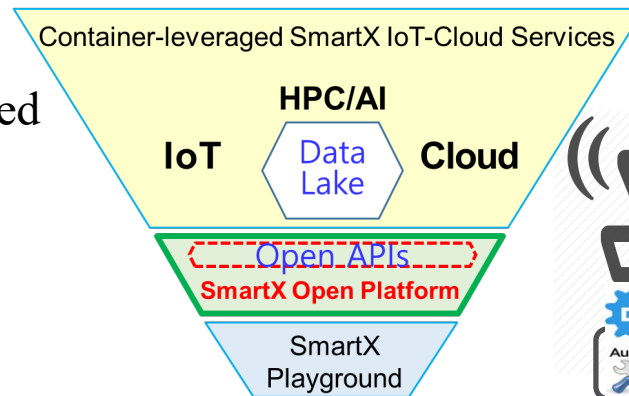 Container-leveraged SmartX IoT-Cloud Services
ed
HPC/AI
IoT
Data
Lake
Cloud
Open APIs
SmartX Open Platform
SmartX
Playground
Au